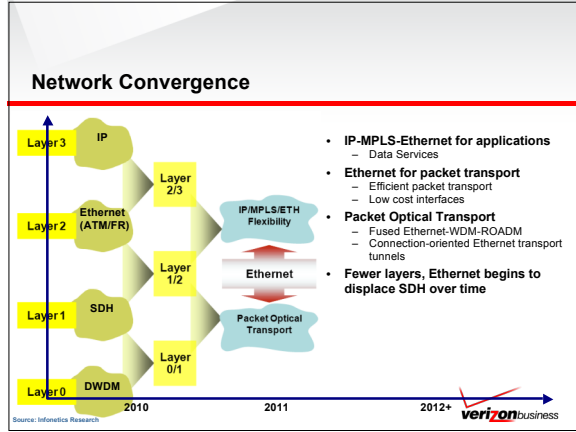 Network Convergence
Layer 3
IP
Layer
2/3
Layer 2
Ethernet
(ATM/FR)
IP/MPLS/ETH
Flexibility
Layer
1/2
Ethernet
Layer 1
SDH
Packet Optical
Transport
Layer
0/1
Layer 0
DWDM
2010
2011
2012+
• IP-MPLS-Ethernet for applications
– Data Services
• Ethernet for packet transport
– Efficient packet transport
– Low cost interfaces
• Packet Optical Transport
– Fused Ethernet-WDM-ROADM
– Connection-oriented Ethernet transport
tunnels
• Fewer layers, Ethernet begins to
displace SDH over time
Source: Infonetics Research
verizonbusiness